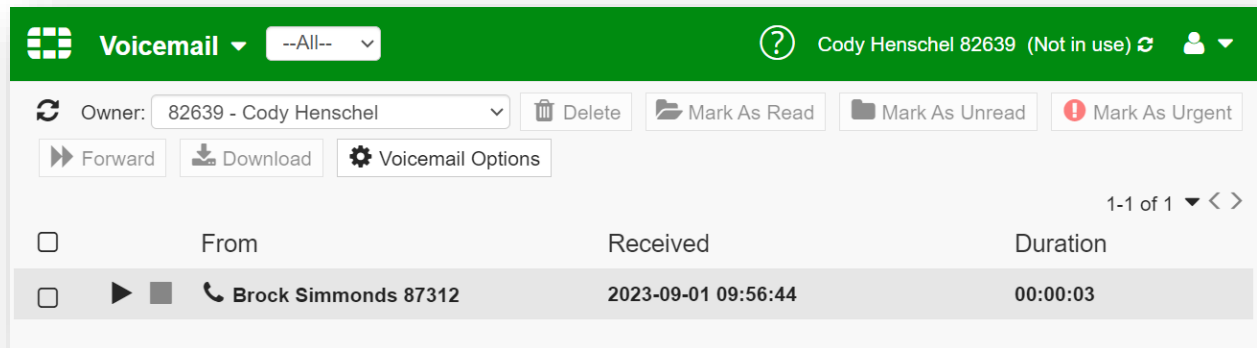 Voicemail --All-- ? Cody Henschel 82639 (Not in use)
Owner: 82639 - Cody Henschel Delete Mark As Read Mark As Unread ! Mark As Urgent
Forward Download Voicemail Options
1-1 of 1 < >
From Received Duration
Brock Simmonds 87312 2023-09-01 09:56:44 00:00:03